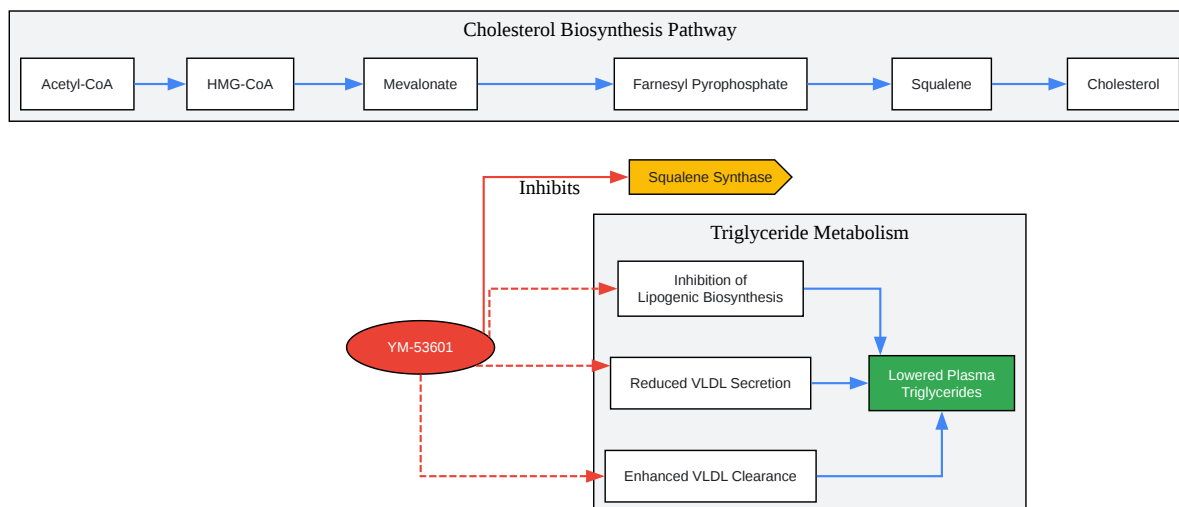 Cholesterol Biosynthesis Pathway
Acetyl-CoA
HMG-CoA
Mevalonate
Farnesyl Pyrophosphate
Squalene
Cholesterol
Squalene Synthase
Inhibits
Triglyceride Metabolism
Inhibition of
Lipogenic Biosynthesis
YM-53601
Reduced VLDL Secretion
Lowered Plasma
Triglycerides
Enhanced VLDL Clearance